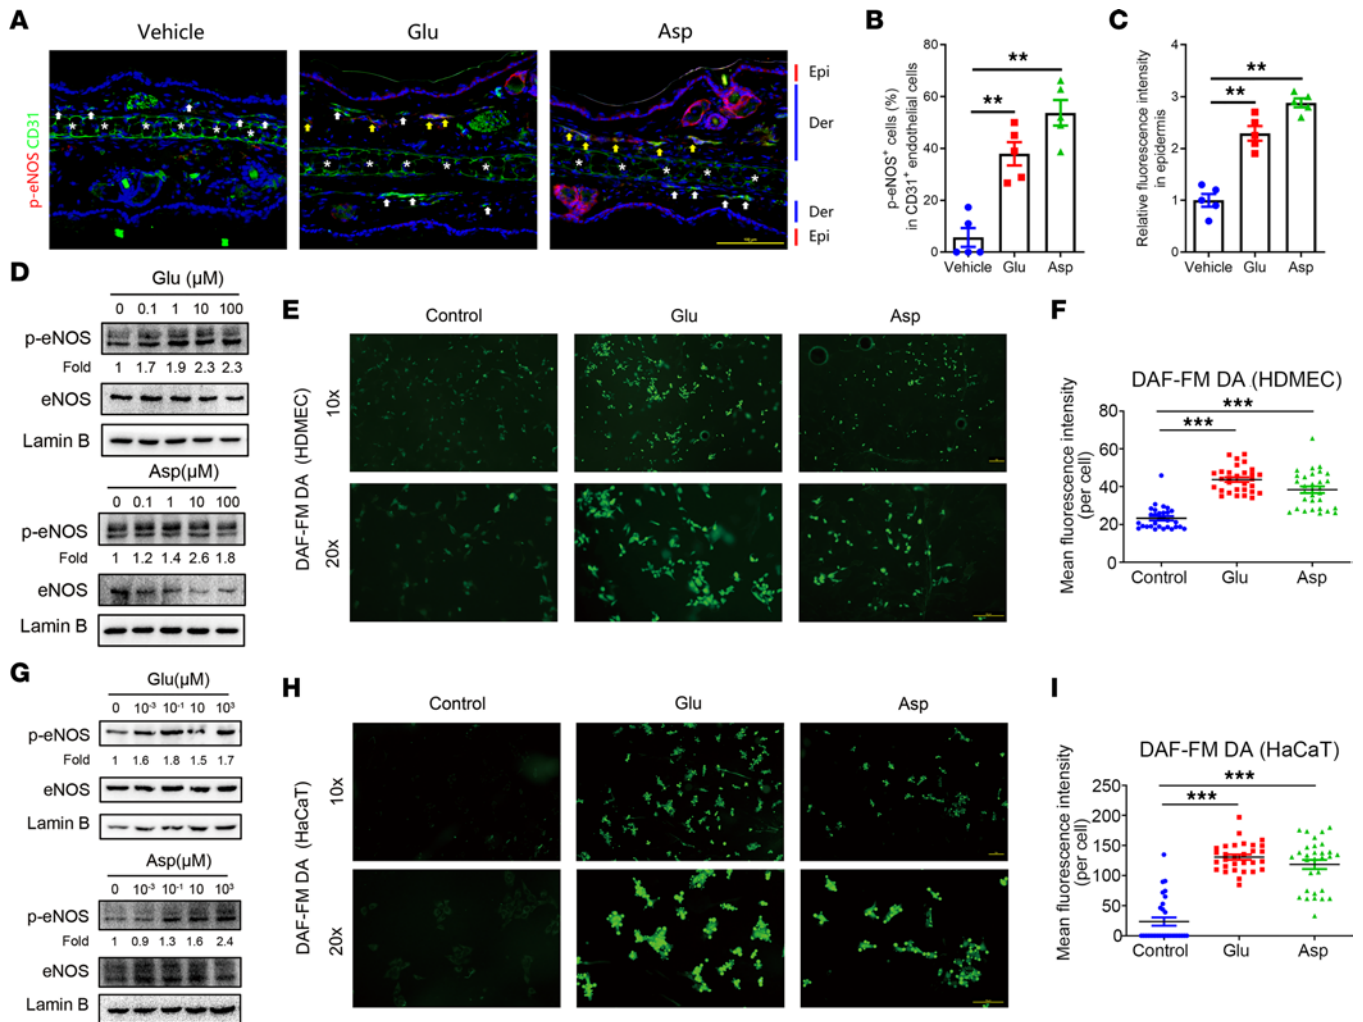 A
Vehicle
Glu
Asp
p-eNOS CD31
Epi
Der
Der
Epi
B
p-eNOS+ cells (%)
in CD31+ endothelial cells
80
60
40
20
0
**
**
Vehicle Glu Asp
C
Relative fluorescence intensity
in epidermis
4
3
2
1
0
**
**
Vehicle Glu Asp
D
Glu (μM)
0 0.1 1 10 100
p-eNOS
Fold 1 1.7 1.9 2.3 2.3
eNOS
Lamin B
Asp(μM)
0 0.1 1 10 100
p-eNOS
Fold 1 1.2 1.4 2.6 1.8
eNOS
Lamin B
E
Control Glu Asp
DAF-FM DA (HDMEC)
10x
20x
F
DAF-FM DA (HDMEC)
Mean fluorescence intensity
(per cell)
80
60
40
20
0
***
***
Control Glu Asp
G
Glu(μM)
0 10-3 10-1 10 103
p-eNOS
Fold 1 1.6 1.8 1.5 1.7
eNOS
Lamin B
Asp(μM)
0 10-3 10-1 10 103
p-eNOS
Fold 1 0.9 1.3 1.6 2.4
eNOS
Lamin B
H
Control Glu Asp
DAF-FM DA (HaCaT)
10x
20x
I
DAF-FM DA (HaCaT)
Mean fluorescence intensity
(per cell)
250
200
150
100
50
0
***
***
Control Glu Asp